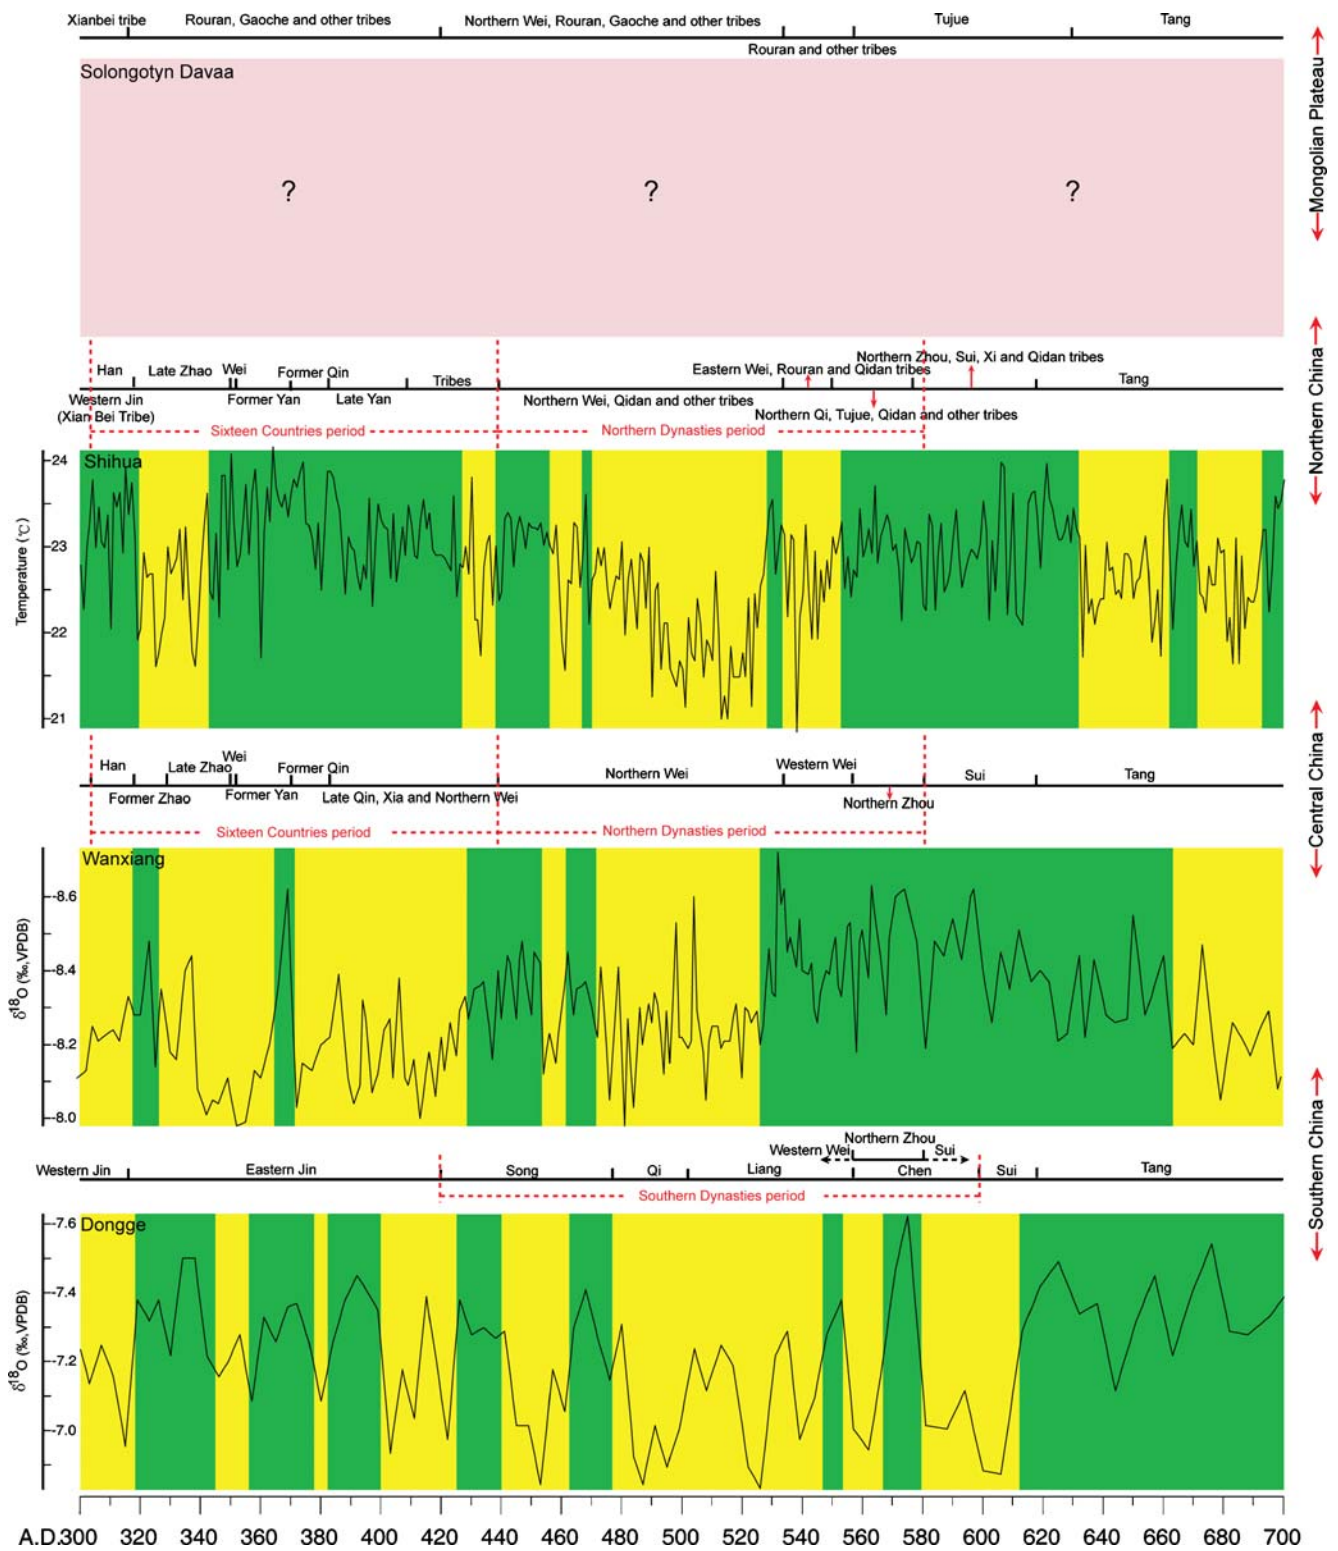 Xianbei tribe Rouran, Gaoche and other tribes Northern Wei, Rouran, Gaoche and other tribes Tujue Tang
Rouran and other tribes
Solongotyn Davaa
? ? ?
Mongolian Plateau
Northern Zhou, Sui, Xi and Qidan tribes
Han Late Zhao Wei Former Qin Tribes Eastern Wei, Rouran and Qidan tribes Tang
Western Jin Former Yan Late Yan Northern Wei, Qidan and other tribes
(Xian Bei Tribe) Northern Qi, Tujue, Qidan and other tribes
Sixteen Countries period Northern Dynasties period
Northern China
Shihua
24
23
22
21
Temperature (℃)
Wei
Han Late Zhao Former Qin Northern Wei Western Wei Sui Tang
Former Zhao Former Yan Late Qin, Xia and Northern Wei Northern Zhou
Sixteen Countries period Northern Dynasties period
Central China
Wanxiang
-8.6
-8.4
-8.2
-8.0
δ18O (‰,VPDB)
Northern Zhou
Western Wei Sui
Western Jin Eastern Jin Song Qi Liang Chen Sui Tang
Southern Dynasties period
Southern China
Dongge
-7.6
-7.4
-7.2
-7.0
δ18O (‰,VPDB)
A.D.300 320 340 360 380 400 420 440 460 480 500 520 540 560 580 600 620 640 660 680 700